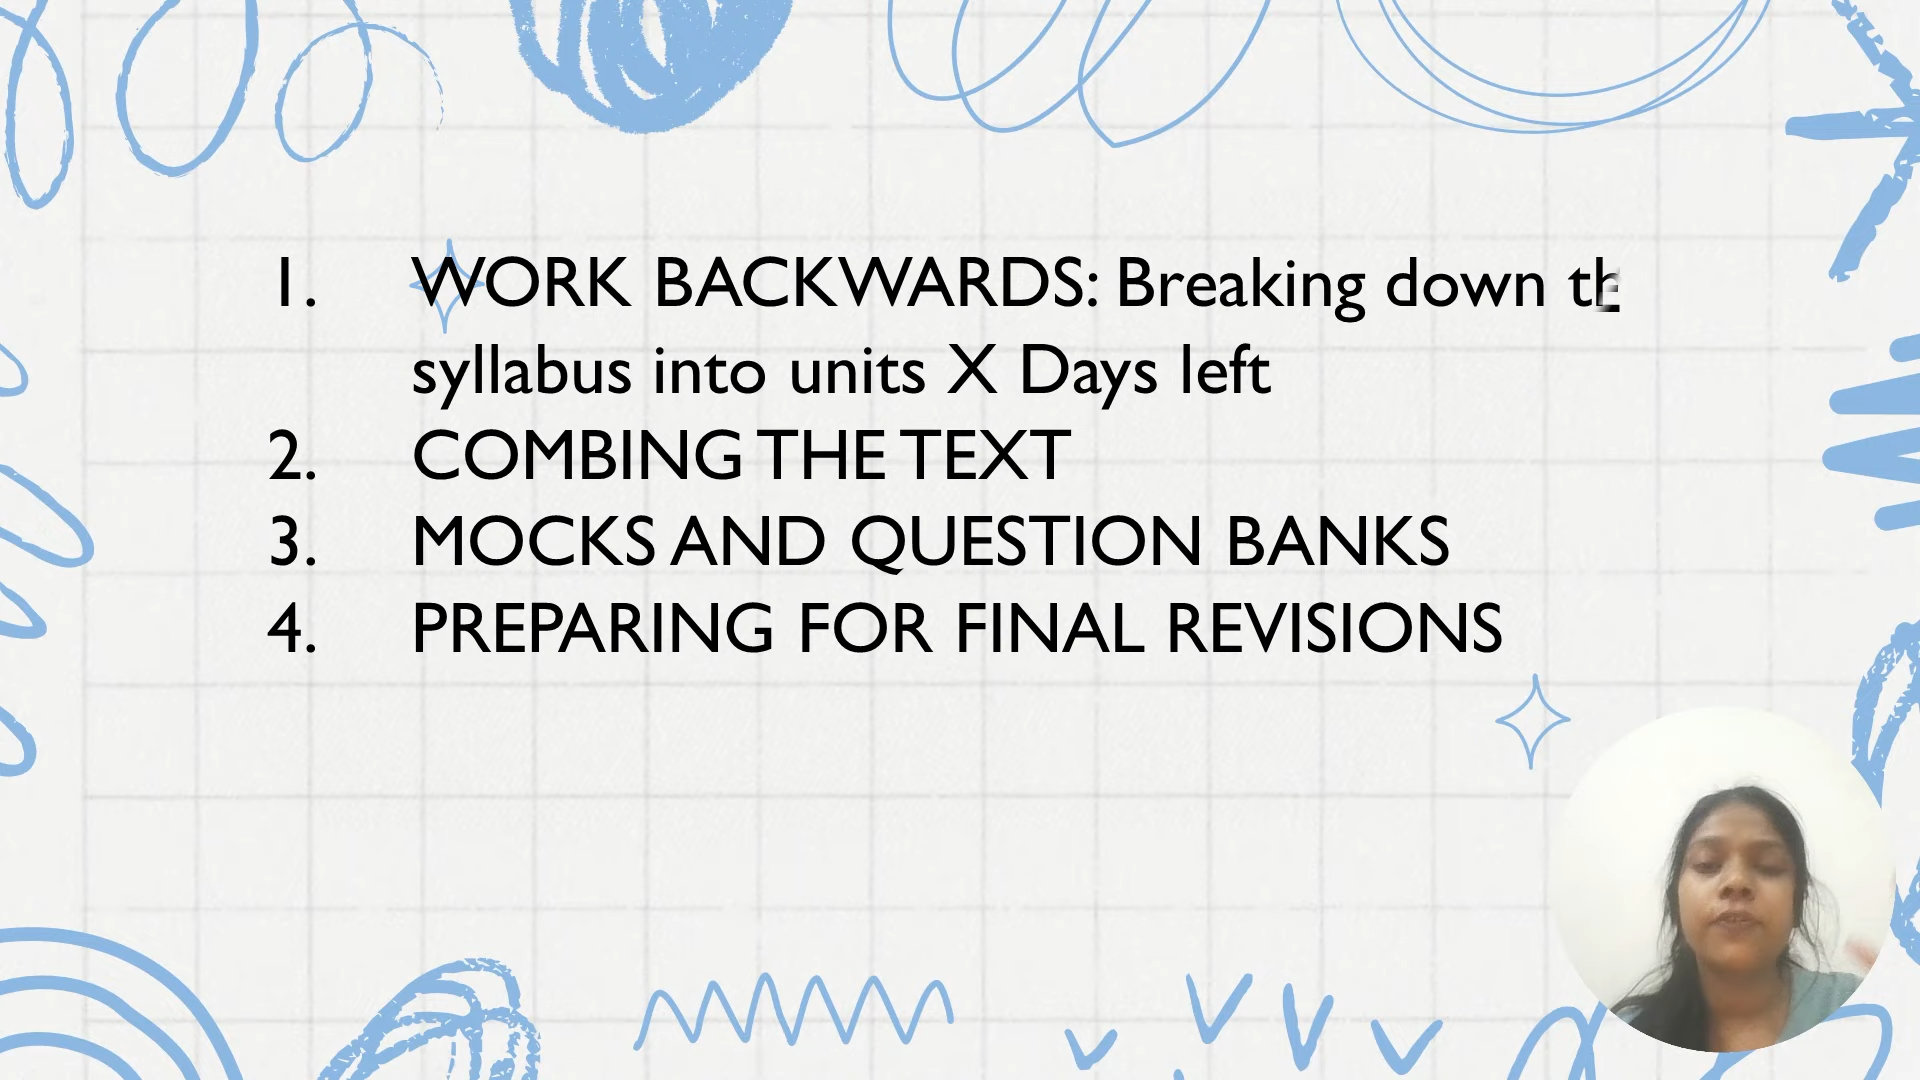 1. WORK BACKWARDS: Breaking down th
syllabus into units X Days left
2. COMBING THE TEXT
3. MOCKS AND QUESTION BANKS
4. PREPARING FOR FINAL REVISIONS